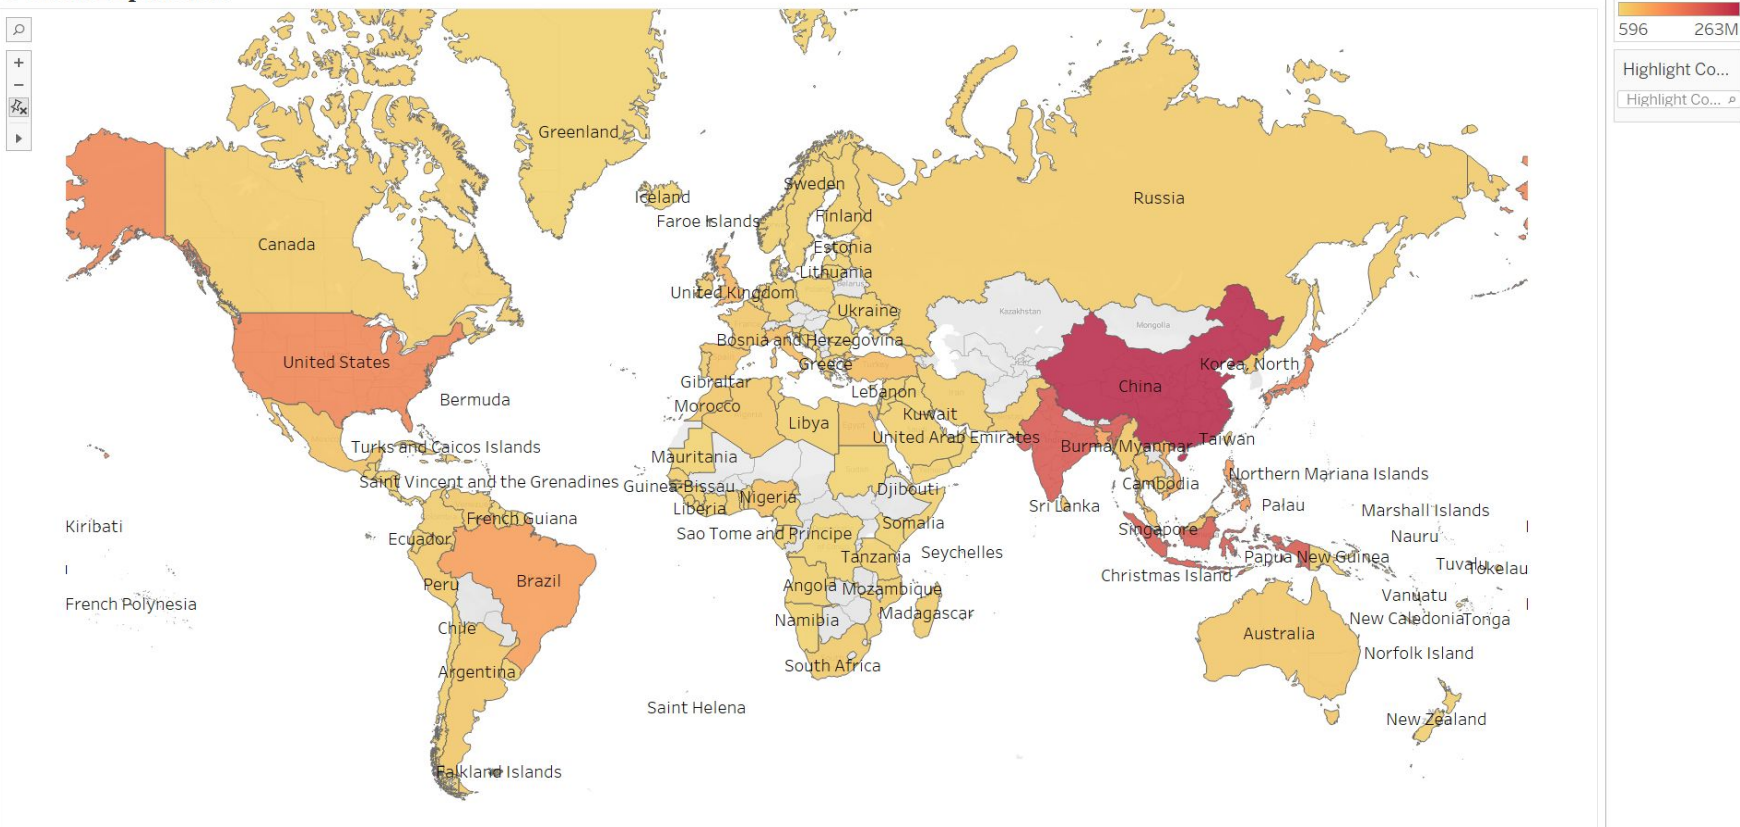 596
263M
Highlight Co...
Highlight Co...
Greenland
Sweden
Iceland
Russia
Finland
Faroe Islands
Canada
Estonia
Lithuania
Belarus
United Kingdom
Ukraine
Kazakhstan
Mongolia
Bosnia and Herzegovina
United States
Greece
Korea, North
Gibraltar
China
Lebanon
Bermuda
Morocco
Kuwait
Libya
United Arab Emirates
Taiwan
Turks and Caicos Islands
Burma/Myanmar
Mauritania
Northern Mariana Islands
Saint Vincent and the Grenadines
Guinea-Bissau
Djibouti
Cambodia
Nigeria
Sri Lanka
Palau
Liberia
Marshall Islands
French Guiana
Kiribati
Somalia
Singapore
Sao Tome and Principe
Nauru
Ecuador
Seychelles
Tanzania
Papua New Guinea
Tuvalu
Tokelau
Christmas Island
Brazil
Peru
Angola
Mozambique
Vanuatu
French Polynesia
Madagascar
Namibia
New Caledonia
Tonga
Chile
Australia
Norfolk Island
South Africa
Argentina
Saint Helena
New Zealand
Falkland Islands